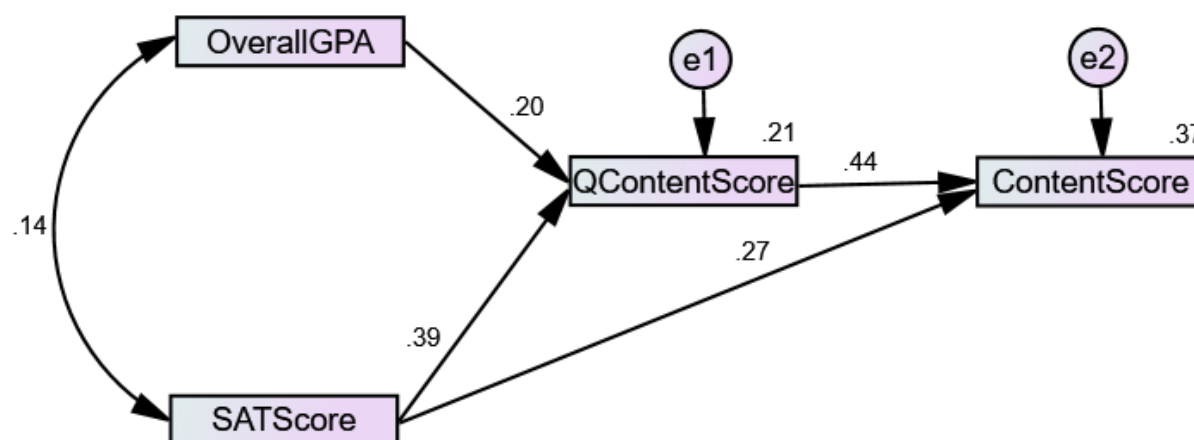 OverallGPA
e1
e2
.20
.21
.37
QContentScore
.44
ContentScore
.14
.27
.39
SATScore